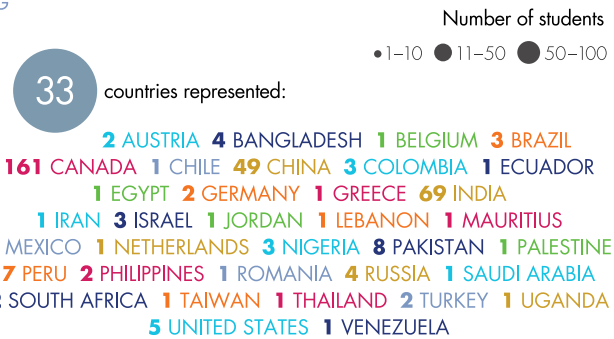 Number of students
1–10 11–50 50–100
33 countries represented:
2 AUSTRIA 4 BANGLADESH 1 BELGIUM 3 BRAZIL
161 CANADA 1 CHILE 49 CHINA 3 COLOMBIA 1 ECUADOR
1 EGYPT 2 GERMANY 1 GREECE 69 INDIA
1 IRAN 3 ISRAEL 1 JORDAN 1 LEBANON 1 MAURITIUS
MEXICO 1 NETHERLANDS 3 NIGERIA 8 PAKISTAN 1 PALESTINE
7 PERU 2 PHILIPPINES 1 ROMANIA 4 RUSSIA 1 SAUDI ARABIA
SOUTH AFRICA 1 TAIWAN 1 THAILAND 2 TURKEY 1 UGANDA
5 UNITED STATES 1 VENEZUELA